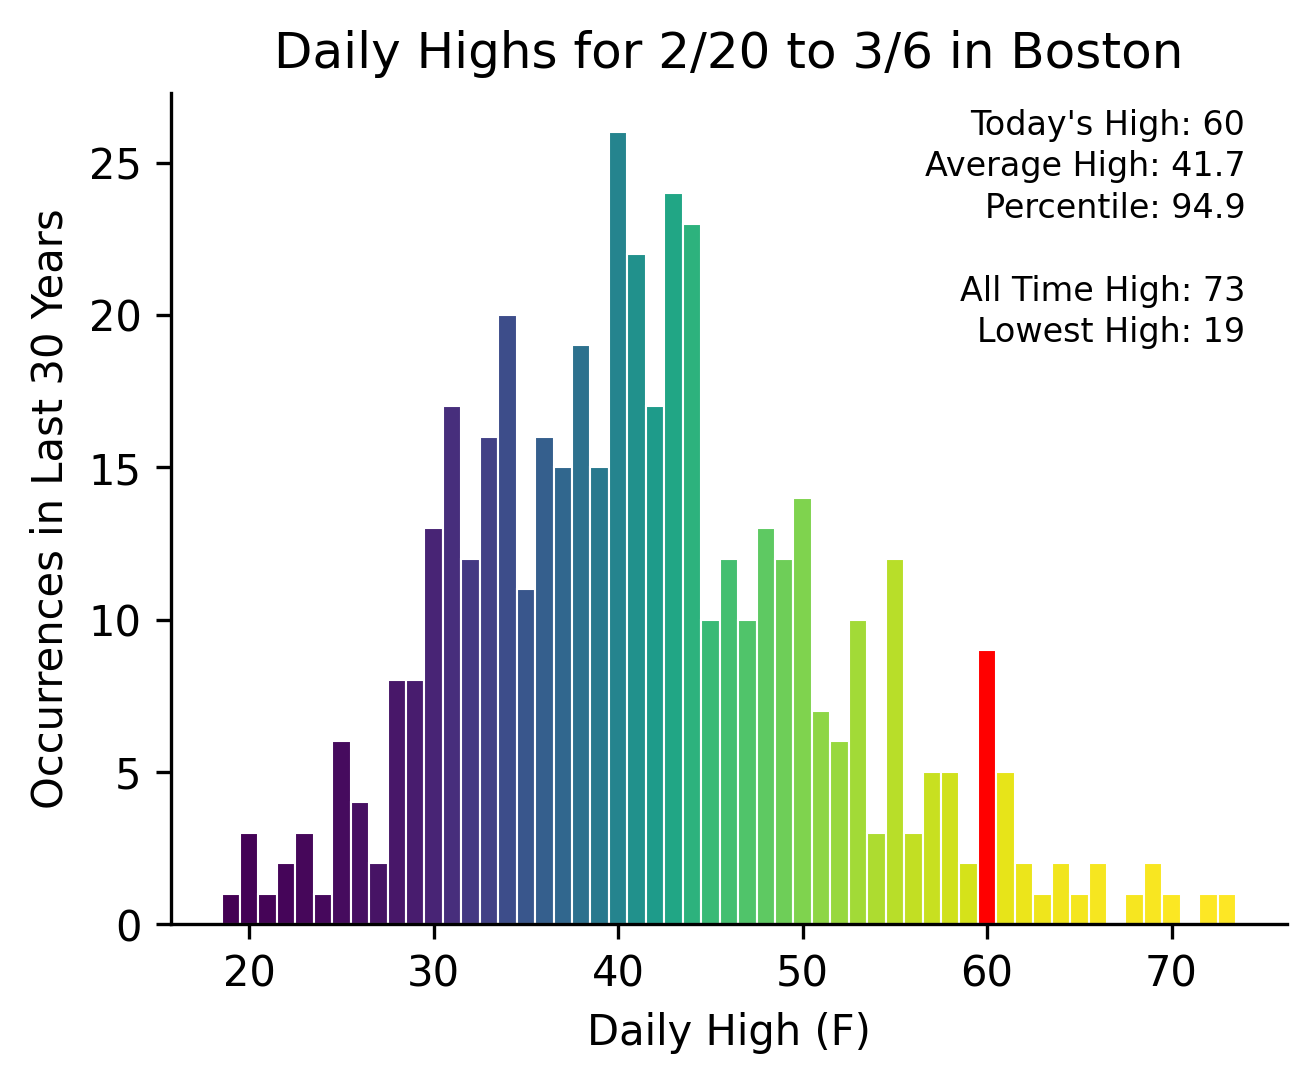 Daily Highs for 2/20 to 3/6 in Boston
Today's High: 60
Average High: 41.7
Percentile: 94.9
All Time High: 73
Lowest High: 19
Occurrences in Last 30 Years
25
20
15
10
5
0
20 30 40 50 60 70
Daily High (F)